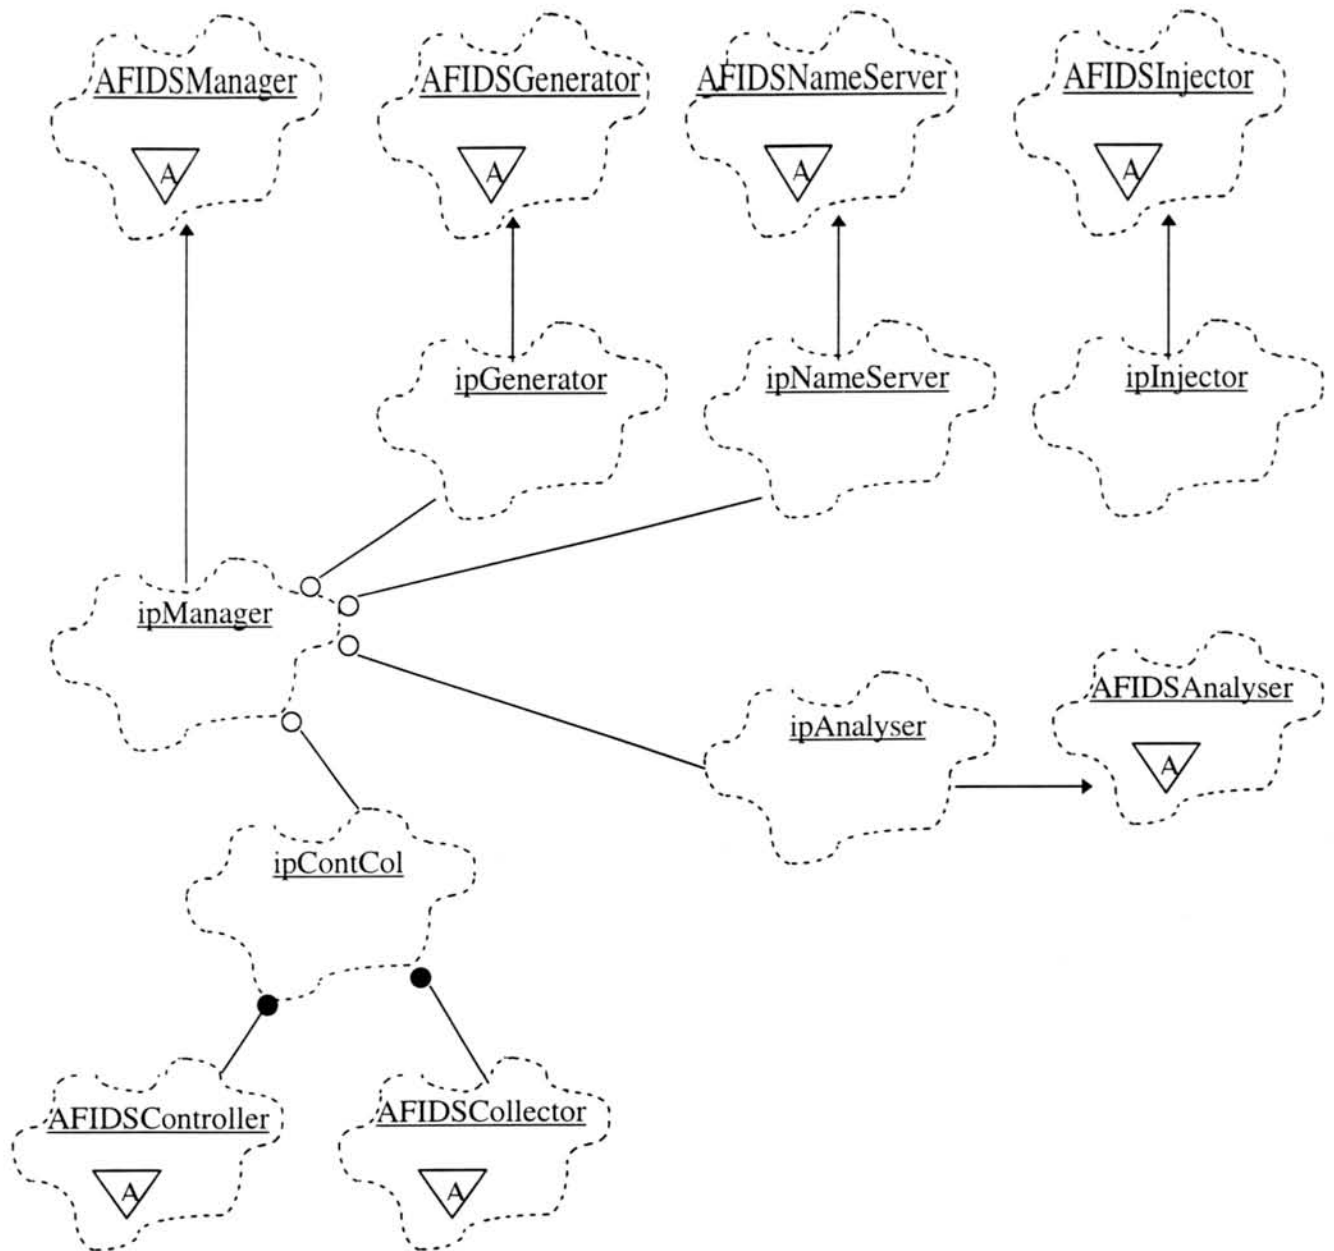 AFIDSManager
AFIDSGenerator
AFIDSNameServer
AFIDSInjector
A
A
A
A
ipGenerator
ipNameServer
ipInjector
ipManager
AFIDSAnalyser
ipAnalyser
A
ipContCol
AFIDSController
AFIDSCollector
A
A